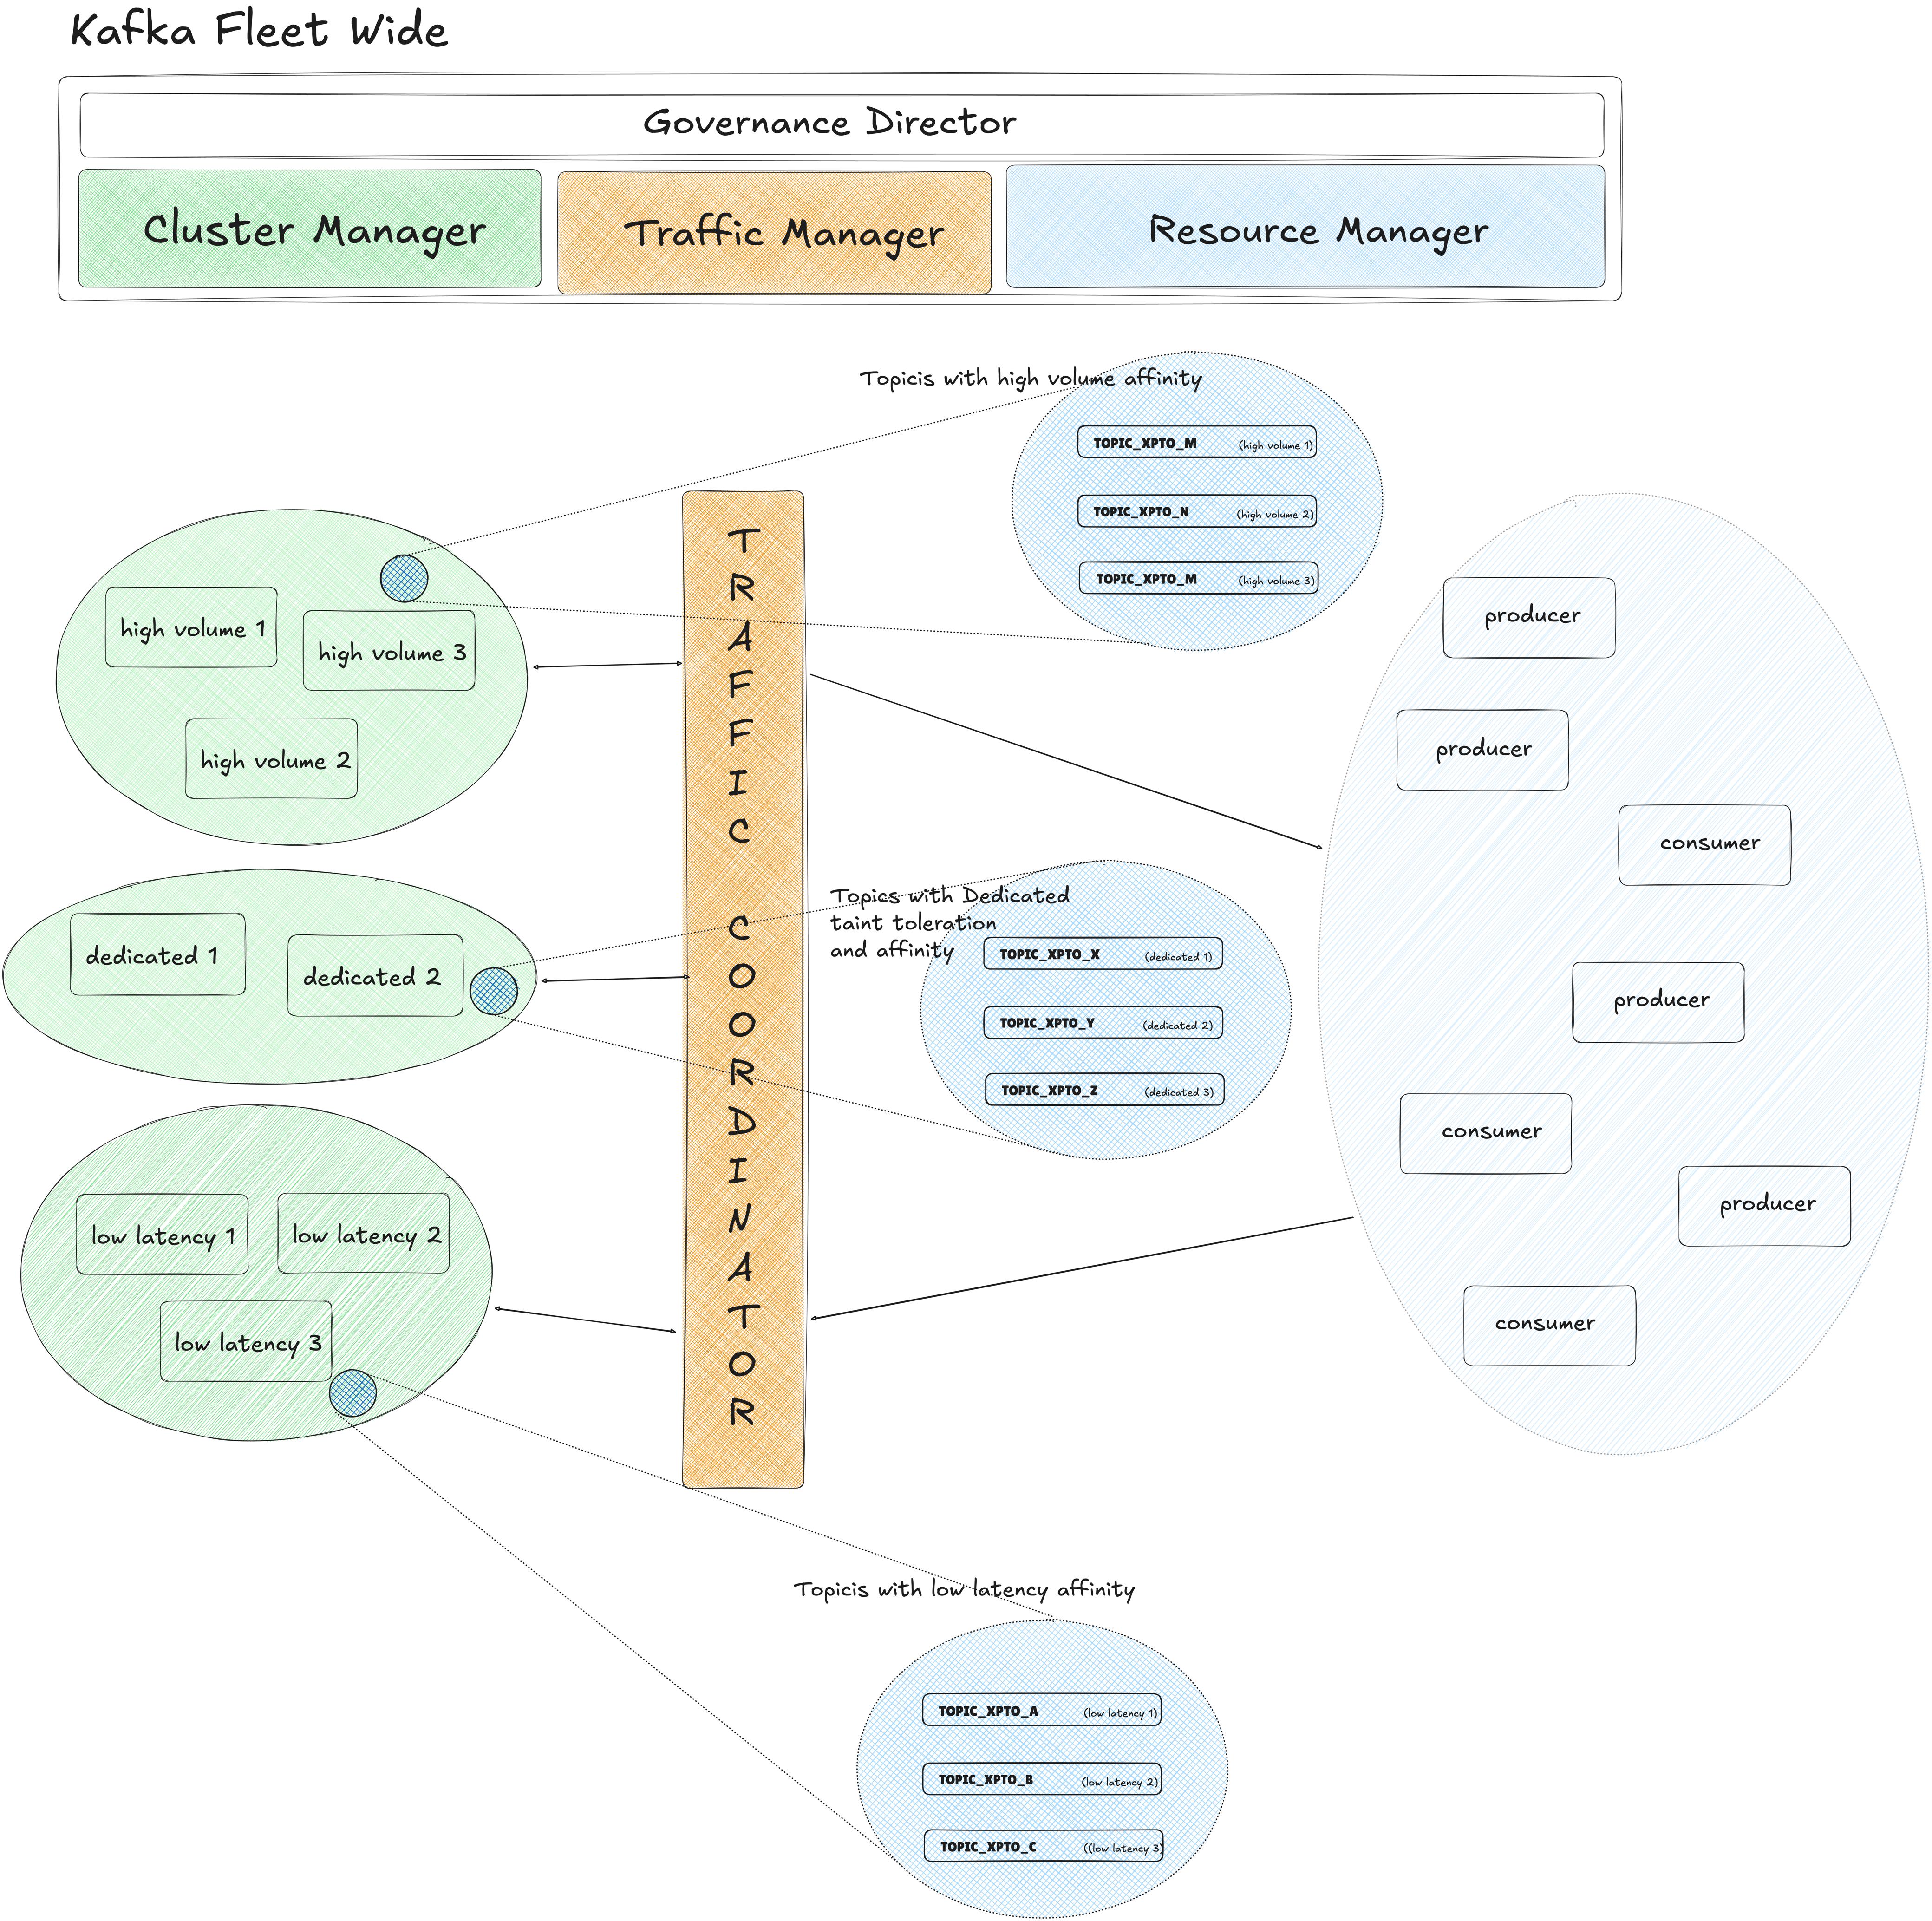 Kafka Fleet Wide
Governance Director
Cluster Manager
Traffic Manager
Resource Manager
Topicis with high volume affinity
TOPIC_XPTO_M (high volume 1)
TOPIC_XPTO_N (high volume 2)
TOPIC_XPTO_M (high volume 3)
high volume 1
high volume 3
high volume 2
TRAFFIC COORDINATOR
producer
producer
consumer
producer
consumer
producer
consumer
Topics with Dedicated
taint toleration
and affinity
TOPIC_XPTO_X (dedicated 1)
TOPIC_XPTO_Y (dedicated 2)
TOPIC_XPTO_Z (dedicated 3)
dedicated 1
dedicated 2
low latency 1
low latency 2
low latency 3
Topicis with low latency affinity
TOPIC_XPTO_A (low latency 1)
TOPIC_XPTO_B (low latency 2)
TOPIC_XPTO_C ((low latency 3)